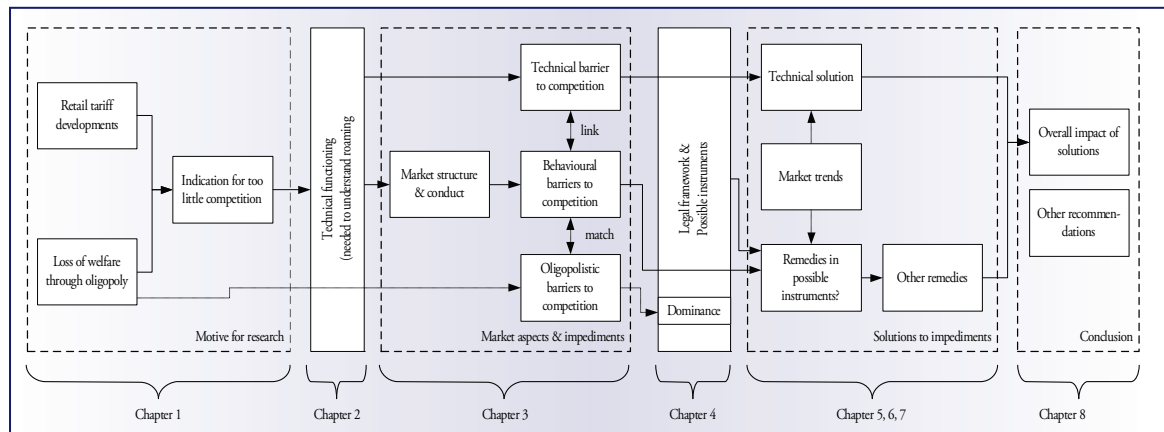 Retail tariff
developments
Indication for too
little competition
Loss of welfare
through oligopoly
Motive for research
Technical functioning
(needed to understand roaming
Technical barrier
to competition
link
Market structure
& conduct
Behavioural
barriers to
competition
match
Oligopolistic
barriers to
competition
Market aspects & impediments
Legal framework &
Possible instruments
Dominance
Technical solution
Market trends
Remedies in
possible
instruments?
Other remedies
Solutions to impediments
Overall impact of
solutions
Other recommen-
dations
Conclusion
Chapter 1
Chapter 2
Chapter 3
Chapter 4
Chapter 5, 6, 7
Chapter 8